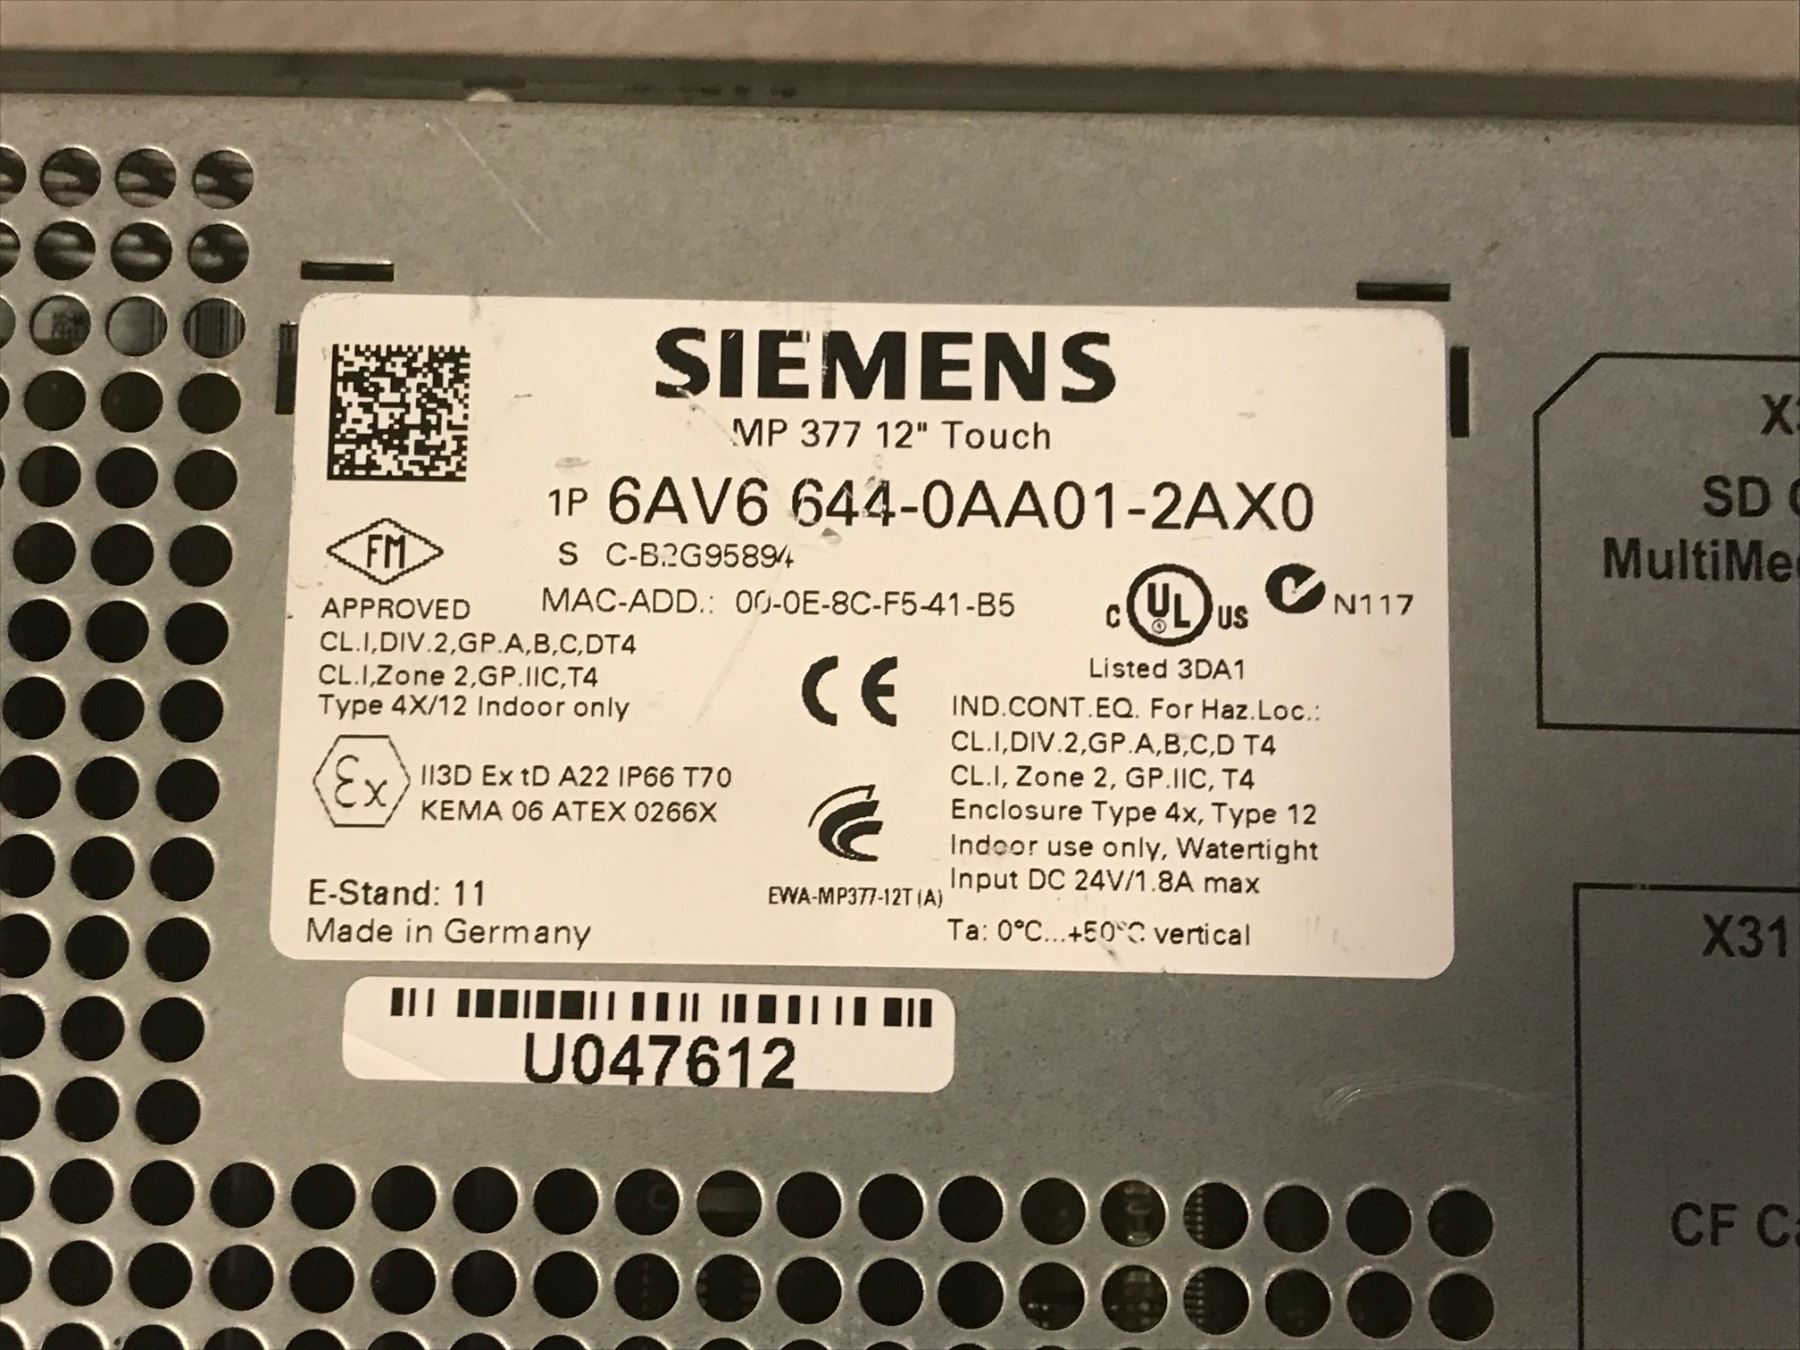 SIEMENS
MP 377 12" Touch
1P 6AV6 644-0AA01-2AX0
S C-B2G95894
MAC-ADD.: 00-0E-8C-F5-41-B5
FM
APPROVED
CL.I,DIV.2,GP.A,B,C,DT4
CL.I,Zone 2,GP.IIC,T4
Type 4X/12 Indoor only
Ex II3D Ex tD A22 IP66 T70
KEMA 06 ATEX 0266X
E-Stand: 11
Made in Germany
CE
EWA-MP377-12T(A)
C UL US N117
Listed 3DA1
IND.CONT.EQ. For Haz.Loc.:
CL.I,DIV.2,GP.A,B,C,D T4
CL.I, Zone 2, GP.IIC, T4
Enclosure Type 4x, Type 12
Indoor use only, Watertight
Input DC 24V/1.8A max
Ta: 0°C...+50°C vertical
U047612
SD
X31
CF